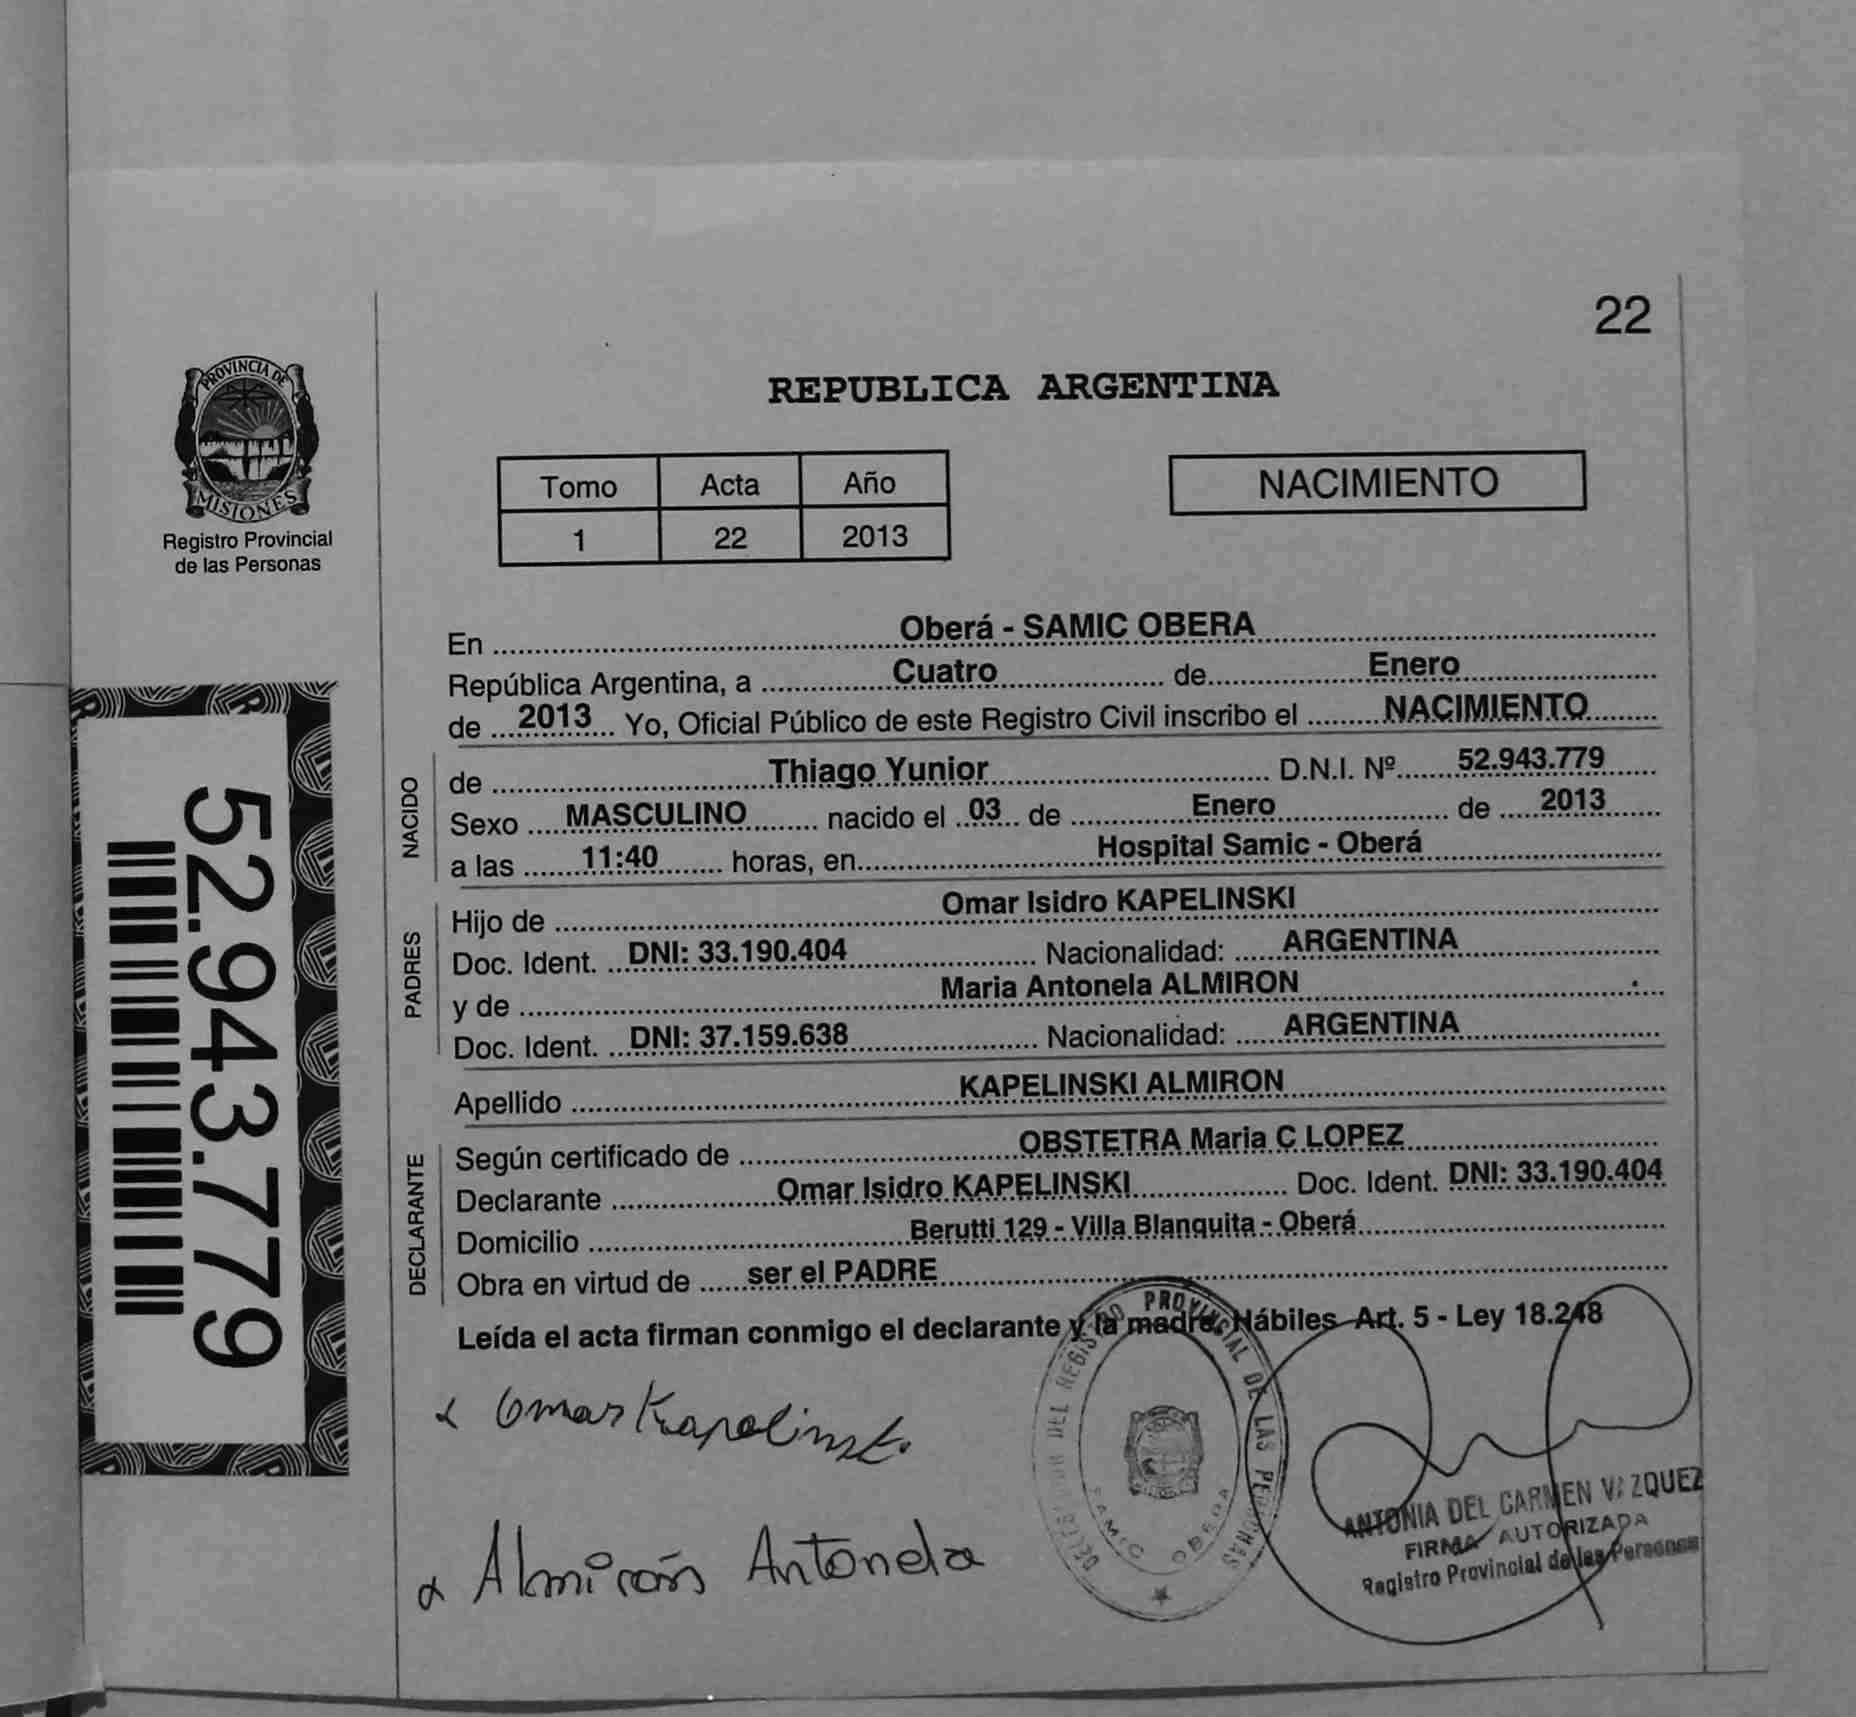 22
PROVINCIA DE
MISIONES
Registro Provincial
de las Personas
REPUBLICA ARGENTINA
Tomo Acta Año
1 22 2013
NACIMIENTO
52.943.779
En Oberá - SAMIC OBERA
República Argentina, a Cuatro de Enero
de 2013 Yo, Oficial Público de este Registro Civil inscribo el NACIMIENTO
NACIDO
de Thiago Yunior D.N.I. Nº 52.943.779
Sexo MASCULINO nacido el 03 de Enero de 2013
a las 11:40 horas, en Hospital Samic - Oberá
PADRES
Hijo de Omar Isidro KAPELINSKI
Doc. Ident. DNI: 33.190.404 Nacionalidad: ARGENTINA
y de Maria Antonela ALMIRON
Doc. Ident. DNI: 37.159.638 Nacionalidad: ARGENTINA
Apellido KAPELINSKI ALMIRON
DECLARANTE
Según certificado de OBSTETRA Maria C LOPEZ
Declarante Omar Isidro KAPELINSKI Doc. Ident. DNI: 33.190.404
Domicilio Berutti 129 - Villa Blanquita - Oberá
Obra en virtud de ser el PADRE
Leída el acta firman conmigo el declarante y la madre. Hábiles Art. 5 - Ley 18.248
Omar Kapelinski
Almirón Antonela
DEL REGISTRO PROVINCIAL DE LAS PERSONAS
SAMIC OBERA
ANTONIA DEL CARMEN VAZQUEZ
FIRMA AUTORIZADA
Registro Provincial de las Personas